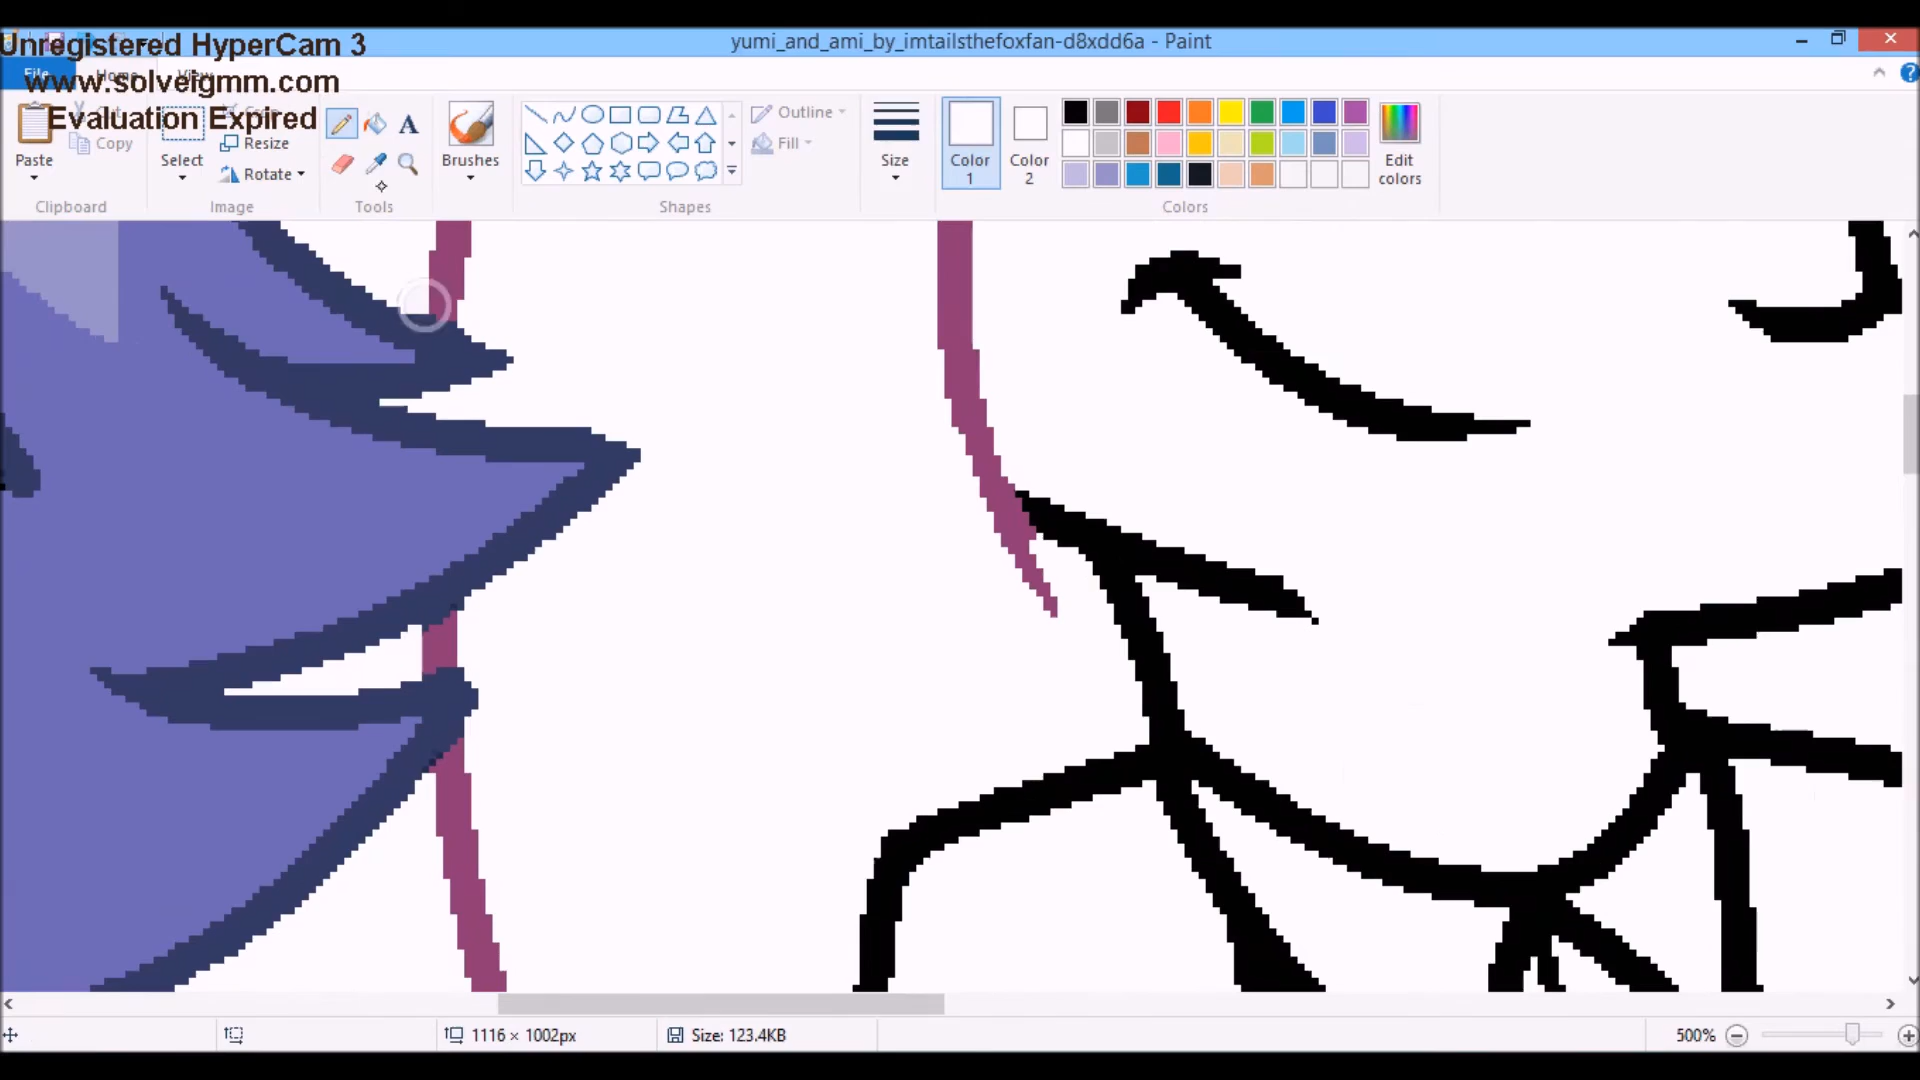 Unregistered HyperCam 3
yumi_and_ami_by_imtailsthefoxfan-d8xdd6a - Paint
File
Home
View
www.solveigmm.com
Evaluation Expired
Cut
Crop
Outline
Copy
Resize
Fill
Paste
Select
Rotate
Brushes
Size
Color 1
Color 2
Edit colors
Clipboard
Image
Tools
Shapes
Colors
1116 × 1002px
Size: 123.4KB
500%